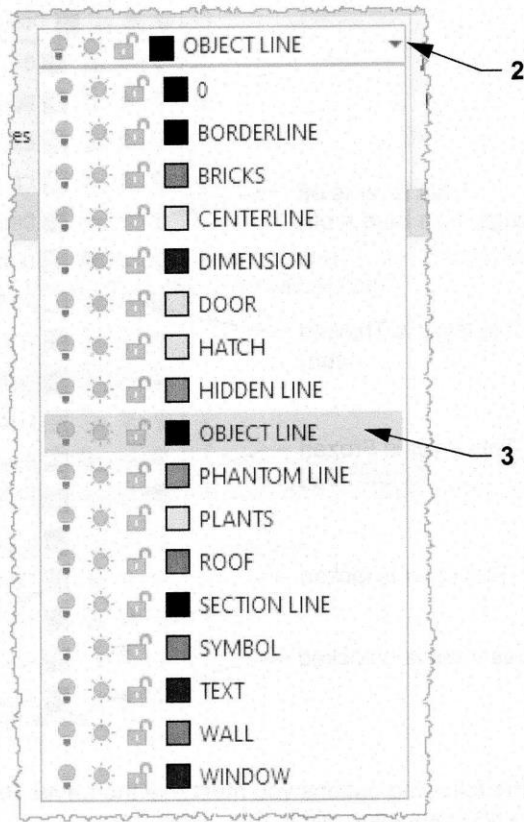 OBJECT LINE
2
0
es
BORDERLINE
BRICKS
CENTERLINE
DIMENSION
DOOR
HATCH
HIDDEN LINE
OBJECT LINE
3
PHANTOM LINE
PLANTS
ROOF
SECTION LINE
SYMBOL
TEXT
WALL
WINDOW